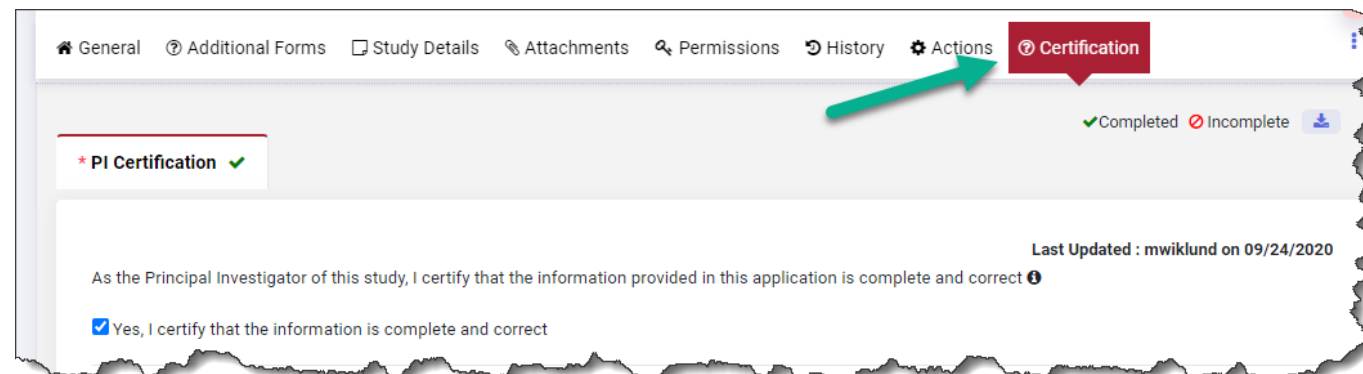 General Additional Forms Study Details Attachments Permissions History Actions Certification
Completed Incomplete
* PI Certification
Last Updated : mwiklund on 09/24/2020
As the Principal Investigator of this study, I certify that the information provided in this application is complete and correct
Yes, I certify that the information is complete and correct